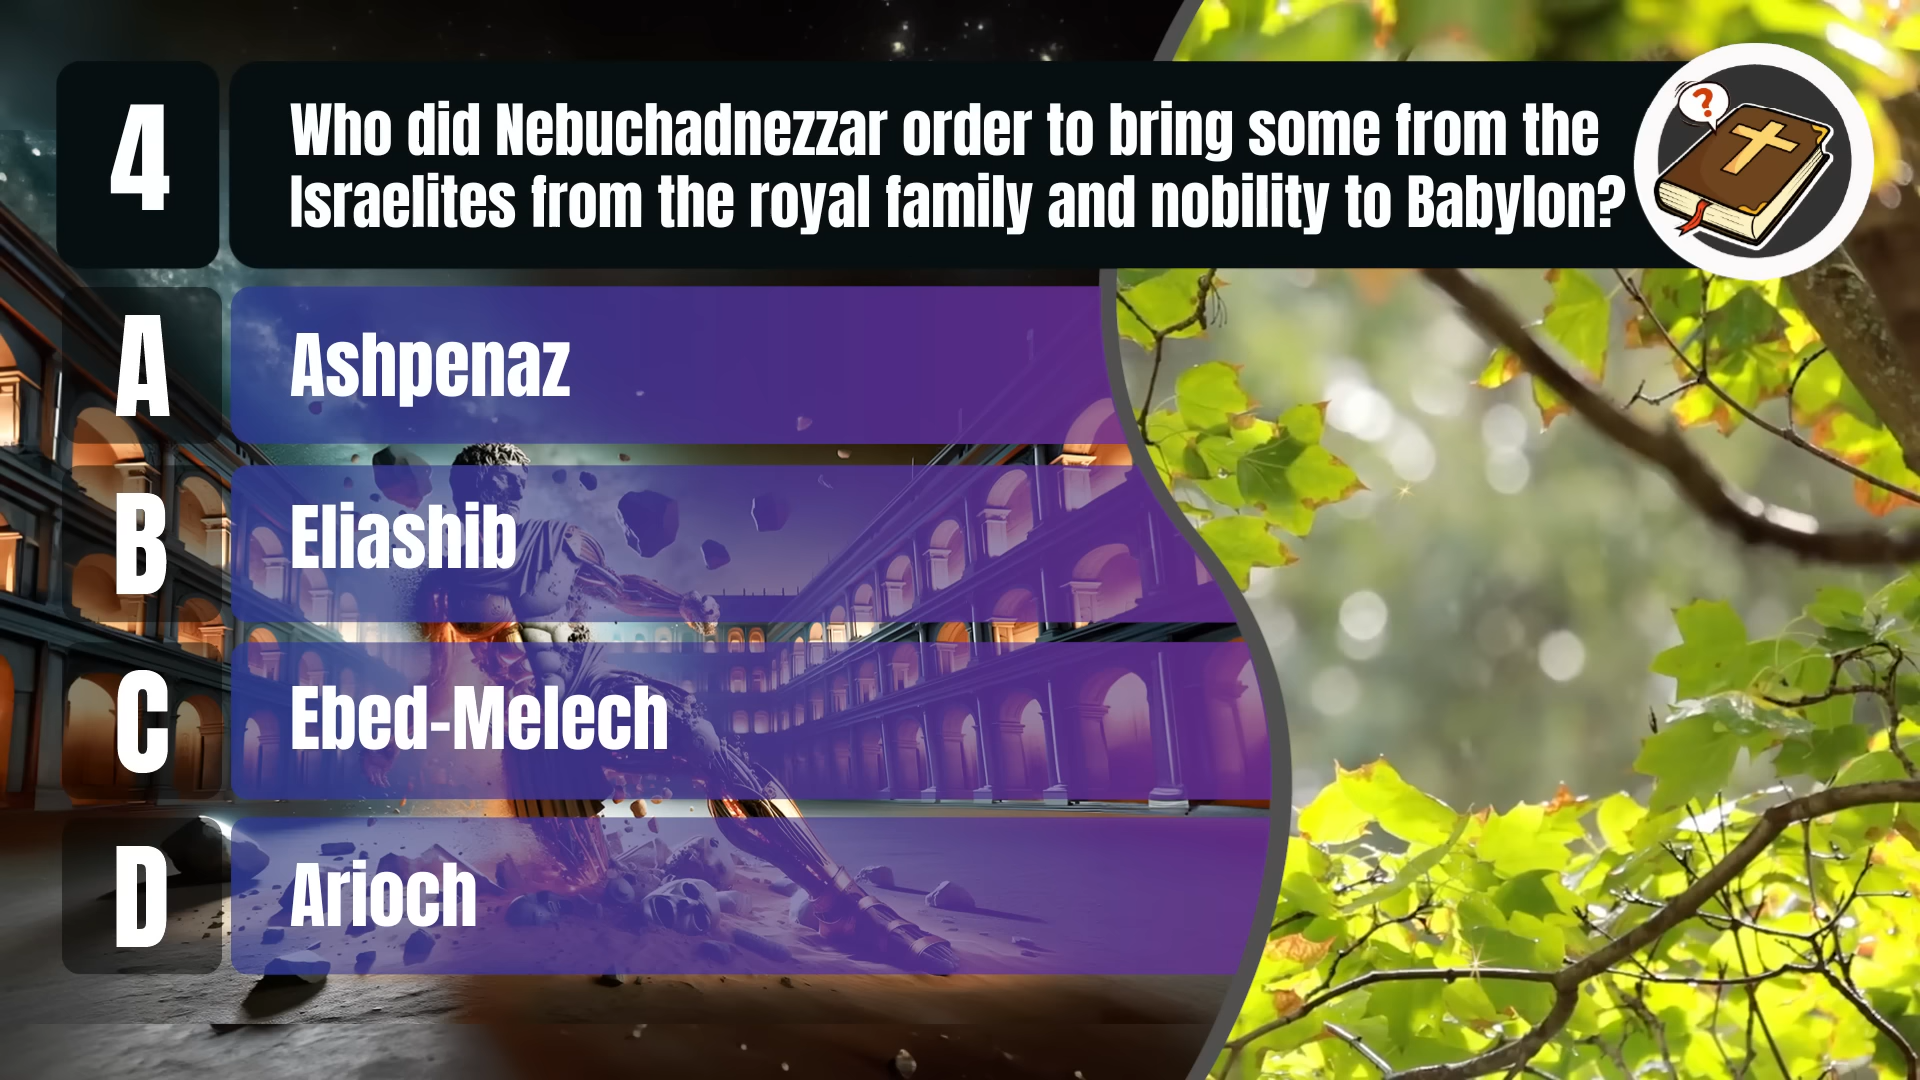 4
Who did Nebuchadnezzar order to bring some from the
Israelites from the royal family and nobility to Babylon?
?
A
Ashpenaz
B
Eliashib
C
Ebed-Melech
D
Arioch